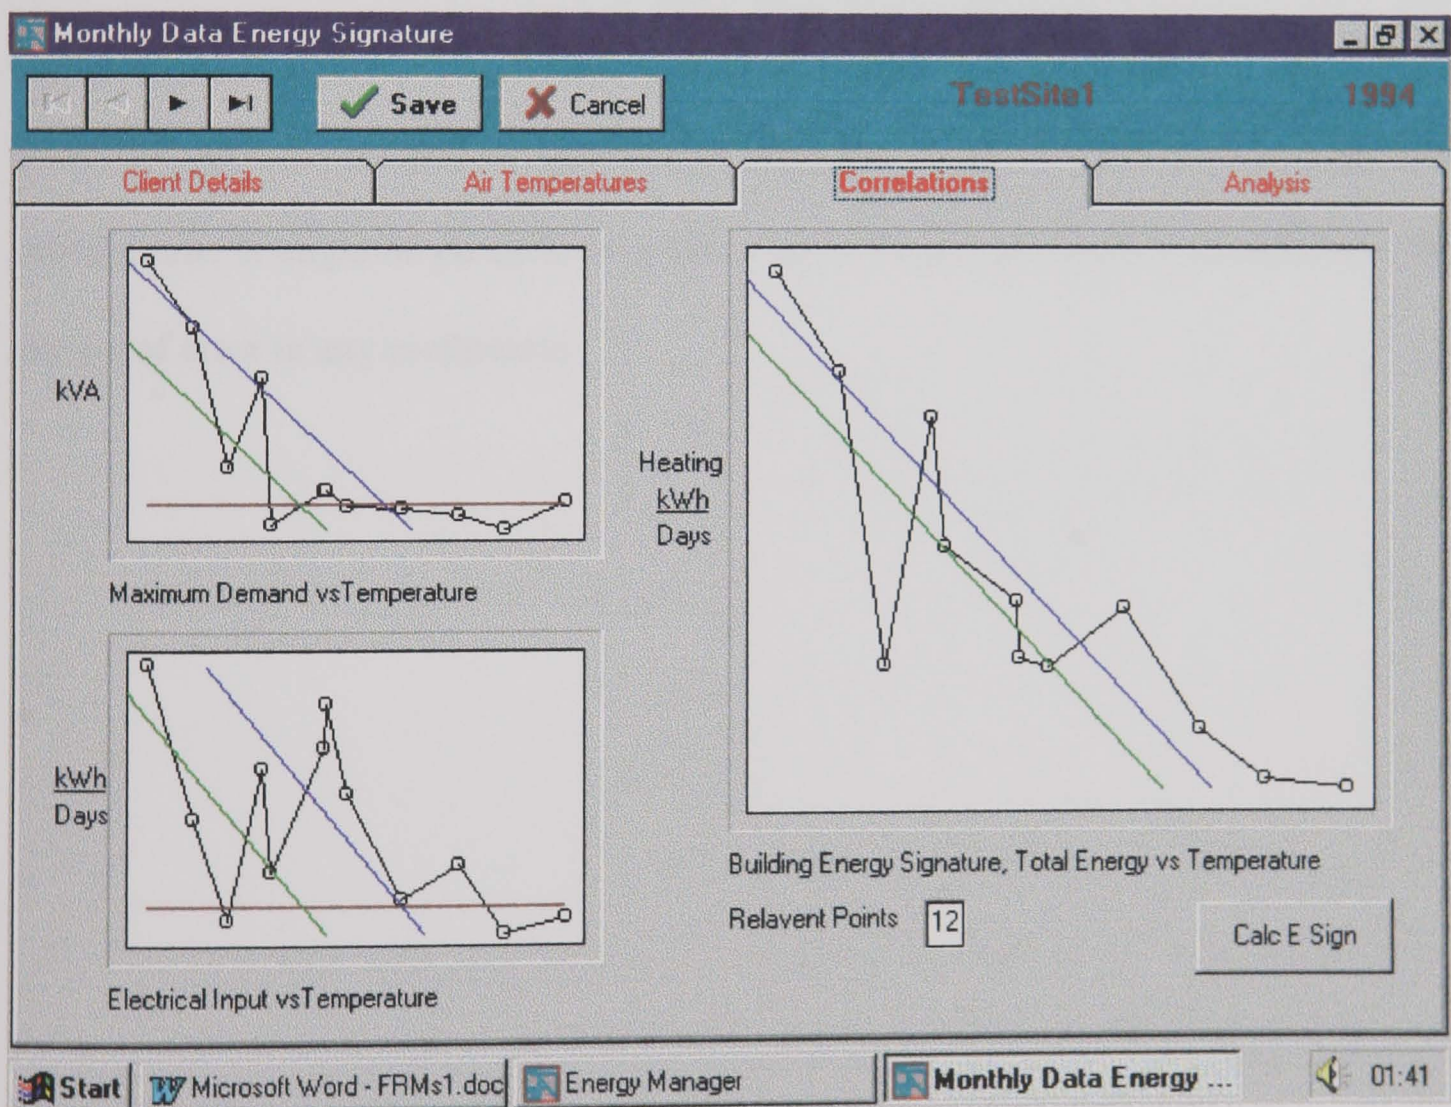 Monthly Data Energy Signature
Save
Cancel
TestSite1
1994
Client Details
Air Temperatures
Correlations
Analysis
kVA
Maximum Demand vsTemperature
kWh
Days
Electrical Input vsTemperature
Heating
kWh
Days
Building Energy Signature, Total Energy vs Temperature
Relavent Points 12
Calc E Sign
Start
Microsoft Word - FRMs1.doc
Energy Manager
Monthly Data Energy ...
01:41